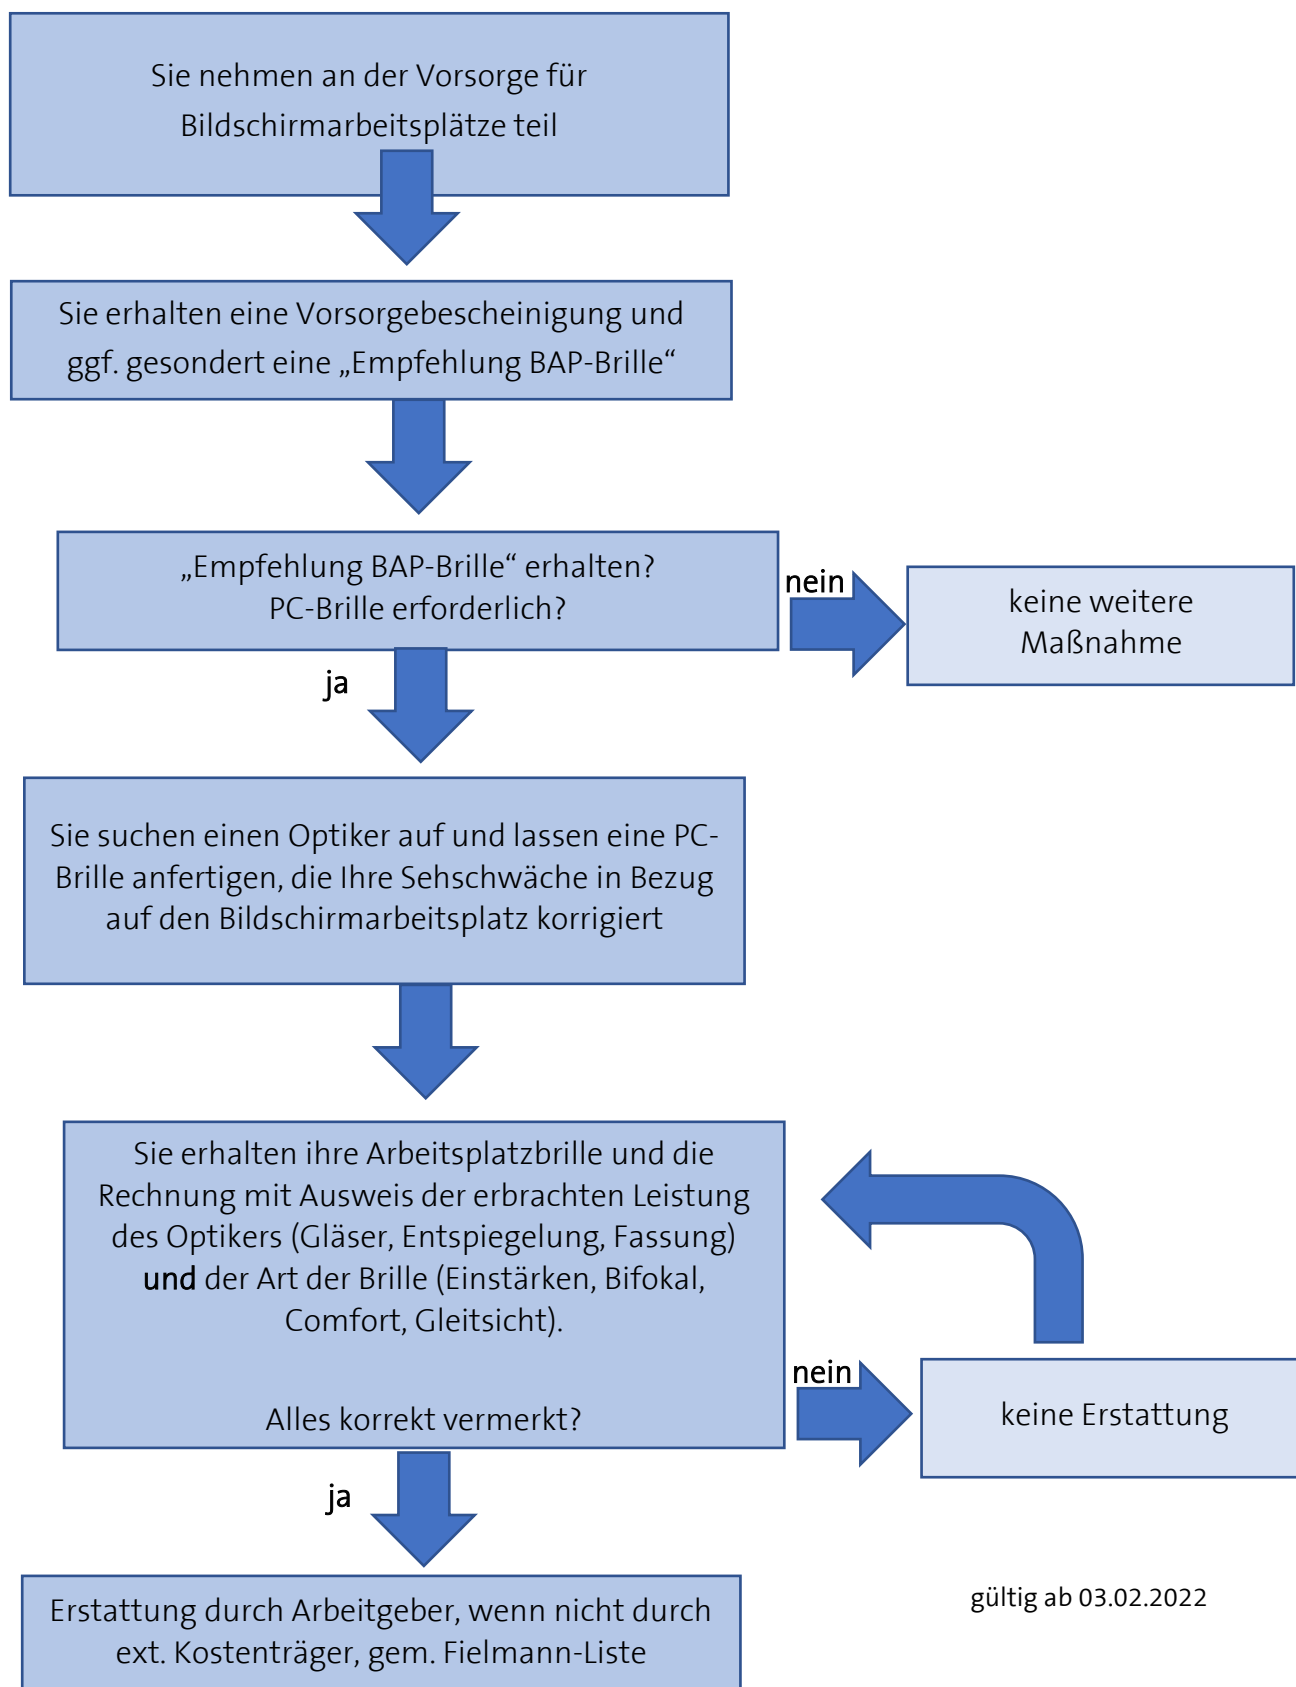 Sie nehmen an der Vorsorge für
Bildschirmarbeitsplätze teil
Sie erhalten eine Vorsorgebescheinigung und
ggf. gesondert eine „Empfehlung BAP-Brille“
„Empfehlung BAP-Brille“ erhalten?
PC-Brille erforderlich?
nein
keine weitere
Maßnahme
ja
Sie suchen einen Optiker auf und lassen eine PC-
Brille anfertigen, die Ihre Sehschwäche in Bezug
auf den Bildschirmarbeitsplatz korrigiert
Sie erhalten ihre Arbeitsplatzbrille und die
Rechnung mit Ausweis der erbrachten Leistung
des Optikers (Gläser, Entspiegelung, Fassung)
und der Art der Brille (Einstärken, Bifokal,
Comfort, Gleitsicht).
Alles korrekt vermerkt?
nein
keine Erstattung
ja
Erstattung durch Arbeitgeber, wenn nicht durch
ext. Kostenträger, gem. Fielmann-Liste
gültig ab 03.02.2022